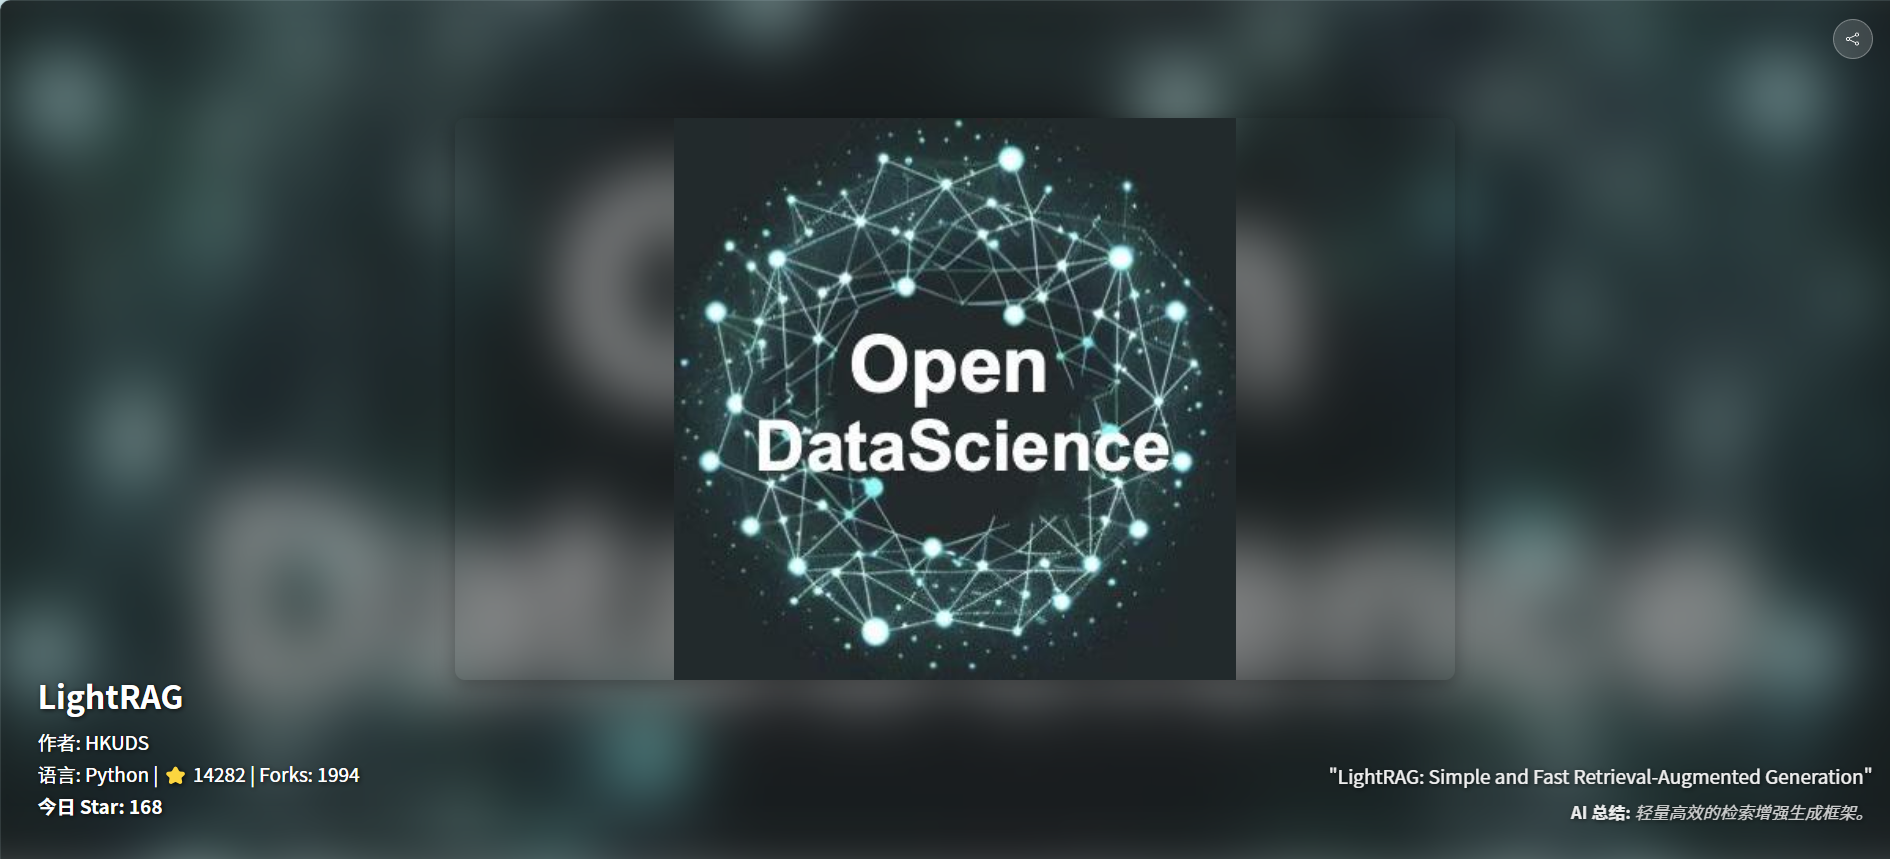 Open
DataScience
LightRAG
作者: HKUDS
语言: Python | ⭐ 14282 | Forks: 1994
今日 Star: 168
"LightRAG: Simple and Fast Retrieval-Augmented Generation"
AI 总结: 轻量高效的检索增强生成框架。